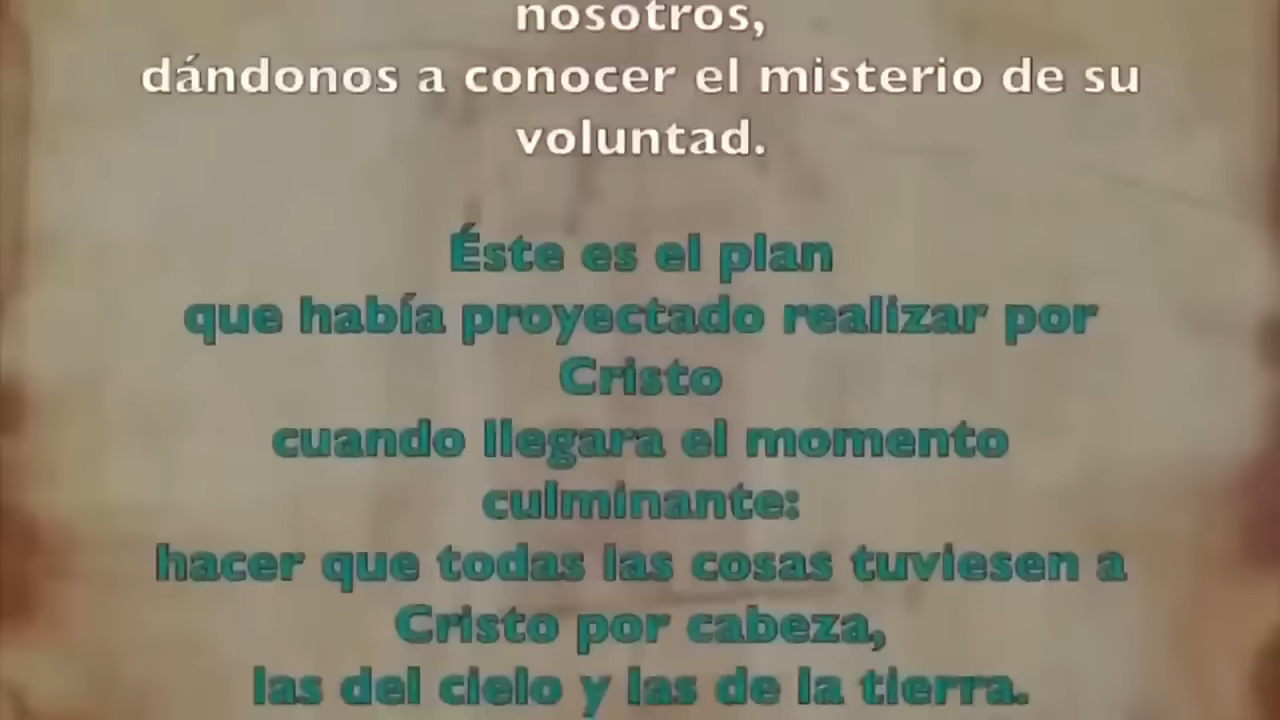 nosotros,
dándonos a conocer el misterio de su
voluntad.
Éste es el plan
que había proyectado realizar por
Cristo
cuando llegara el momento
culminante:
hacer que todas las cosas tuviesen a
Cristo por cabeza,
las del cielo y las de la tierra.